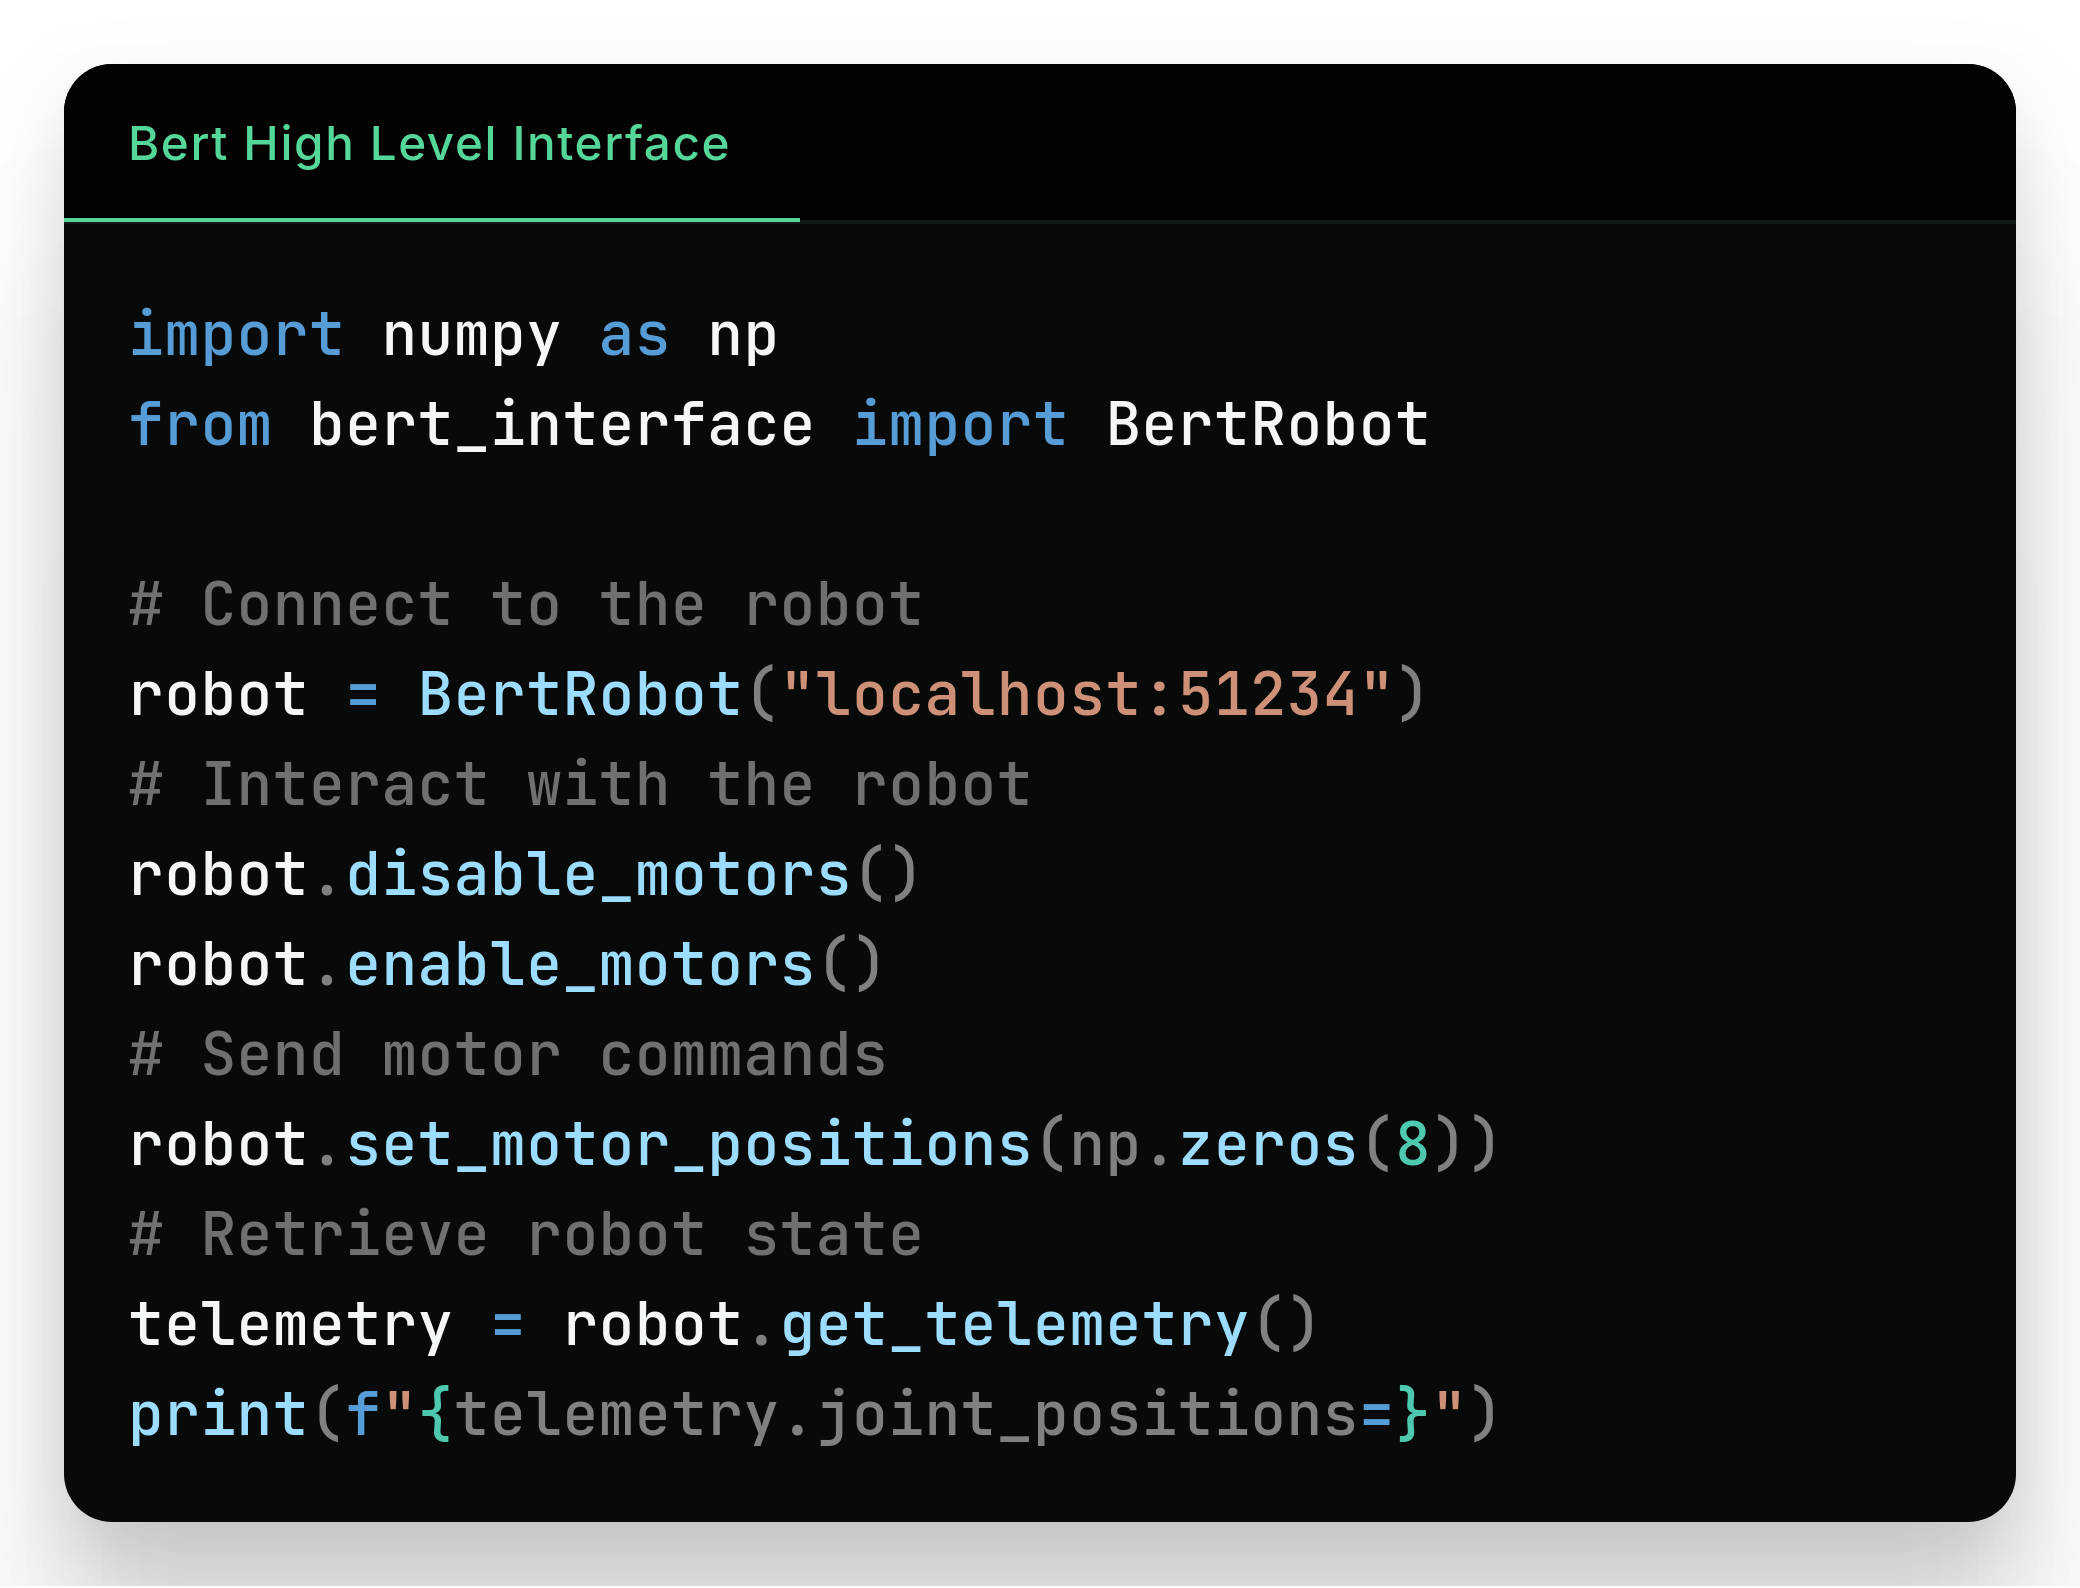 Bert High Level Interface
import numpy as np
from bert_interface import BertRobot
# Connect to the robot
robot = BertRobot("localhost:51234")
# Interact with the robot
robot.disable_motors()
robot.enable_motors()
# Send motor commands
robot.set_motor_positions(np.zeros(8))
# Retrieve robot state
telemetry = robot.get_telemetry()
print(f"{telemetry.joint_positions=}")